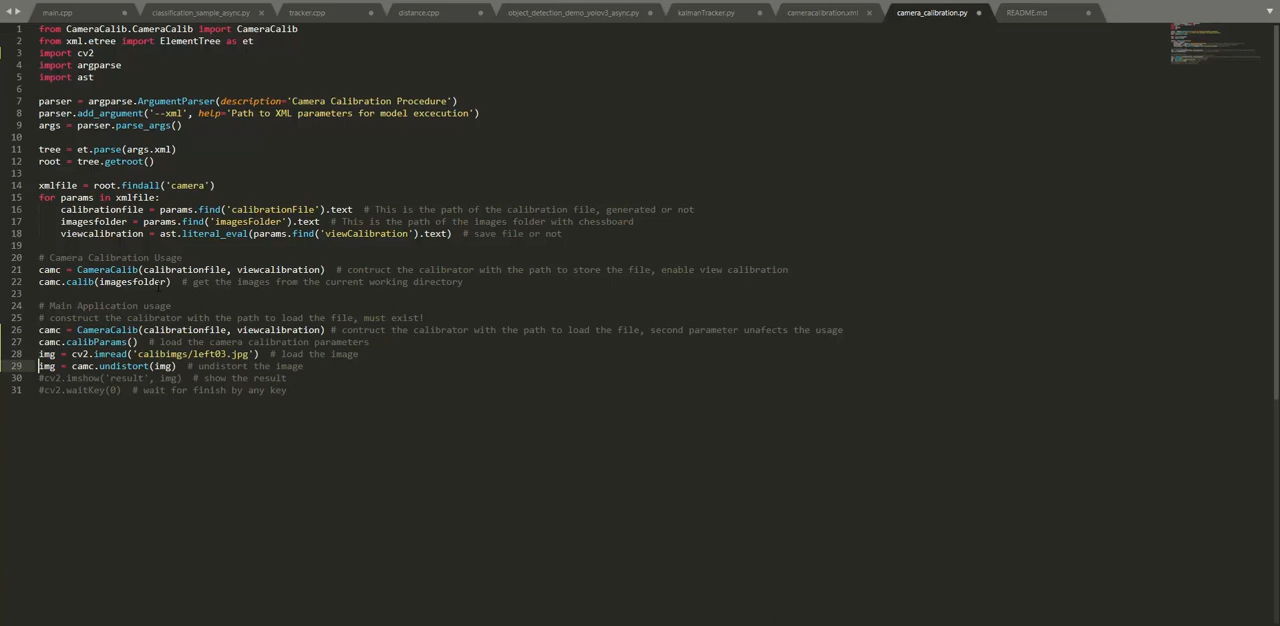 main.cpp classification_sample_async.py tracker.cpp distance.cpp object_detection_demo_yolov3_async.py kalmanTracker.py cameracalibration.xml camera_calibration.py README.md
1 from CameraCalib.CameraCalib import CameraCalib
2 from xml.etree import ElementTree as et
3 import cv2
4 import argparse
5 import ast
6
7 parser = argparse.ArgumentParser(description='Camera Calibration Procedure')
8 parser.add_argument('--xml', help='Path to XML parameters for model excecution')
9 args = parser.parse_args()
10
11 tree = et.parse(args.xml)
12 root = tree.getroot()
13
14 xmlfile = root.findall('camera')
15 for params in xmlfile:
16     calibrationfile = params.find('calibrationFile').text  # This is the path of the calibration file, generated or not
17     imagesfolder = params.find('imagesFolder').text  # This is the path of the images folder with chessboard
18     viewcalibration = ast.literal_eval(params.find('viewCalibration').text)  # save file or not
19
20 # Camera Calibration Usage
21 camc = CameraCalib(calibrationfile, viewcalibration)  # contruct the calibrator with the path to store the file, enable view calibration
22 camc.calib(imagesfolder)  # get the images from the current working directory
23
24 # Main Application usage
25 # construct the calibrator with the path to load the file, must exist!
26 camc = CameraCalib(calibrationfile, viewcalibration) # contruct the calibrator with the path to load the file, second parameter unafects the usage
27 camc.calibParams()  # load the camera calibration parameters
28 img = cv2.imread('calibimgs/left03.jpg')  # load the image
29 img = camc.undistort(img)  # undistort the image
30 #cv2.imshow('result', img)  # show the result
31 #cv2.waitKey(0)  # wait for finish by any key